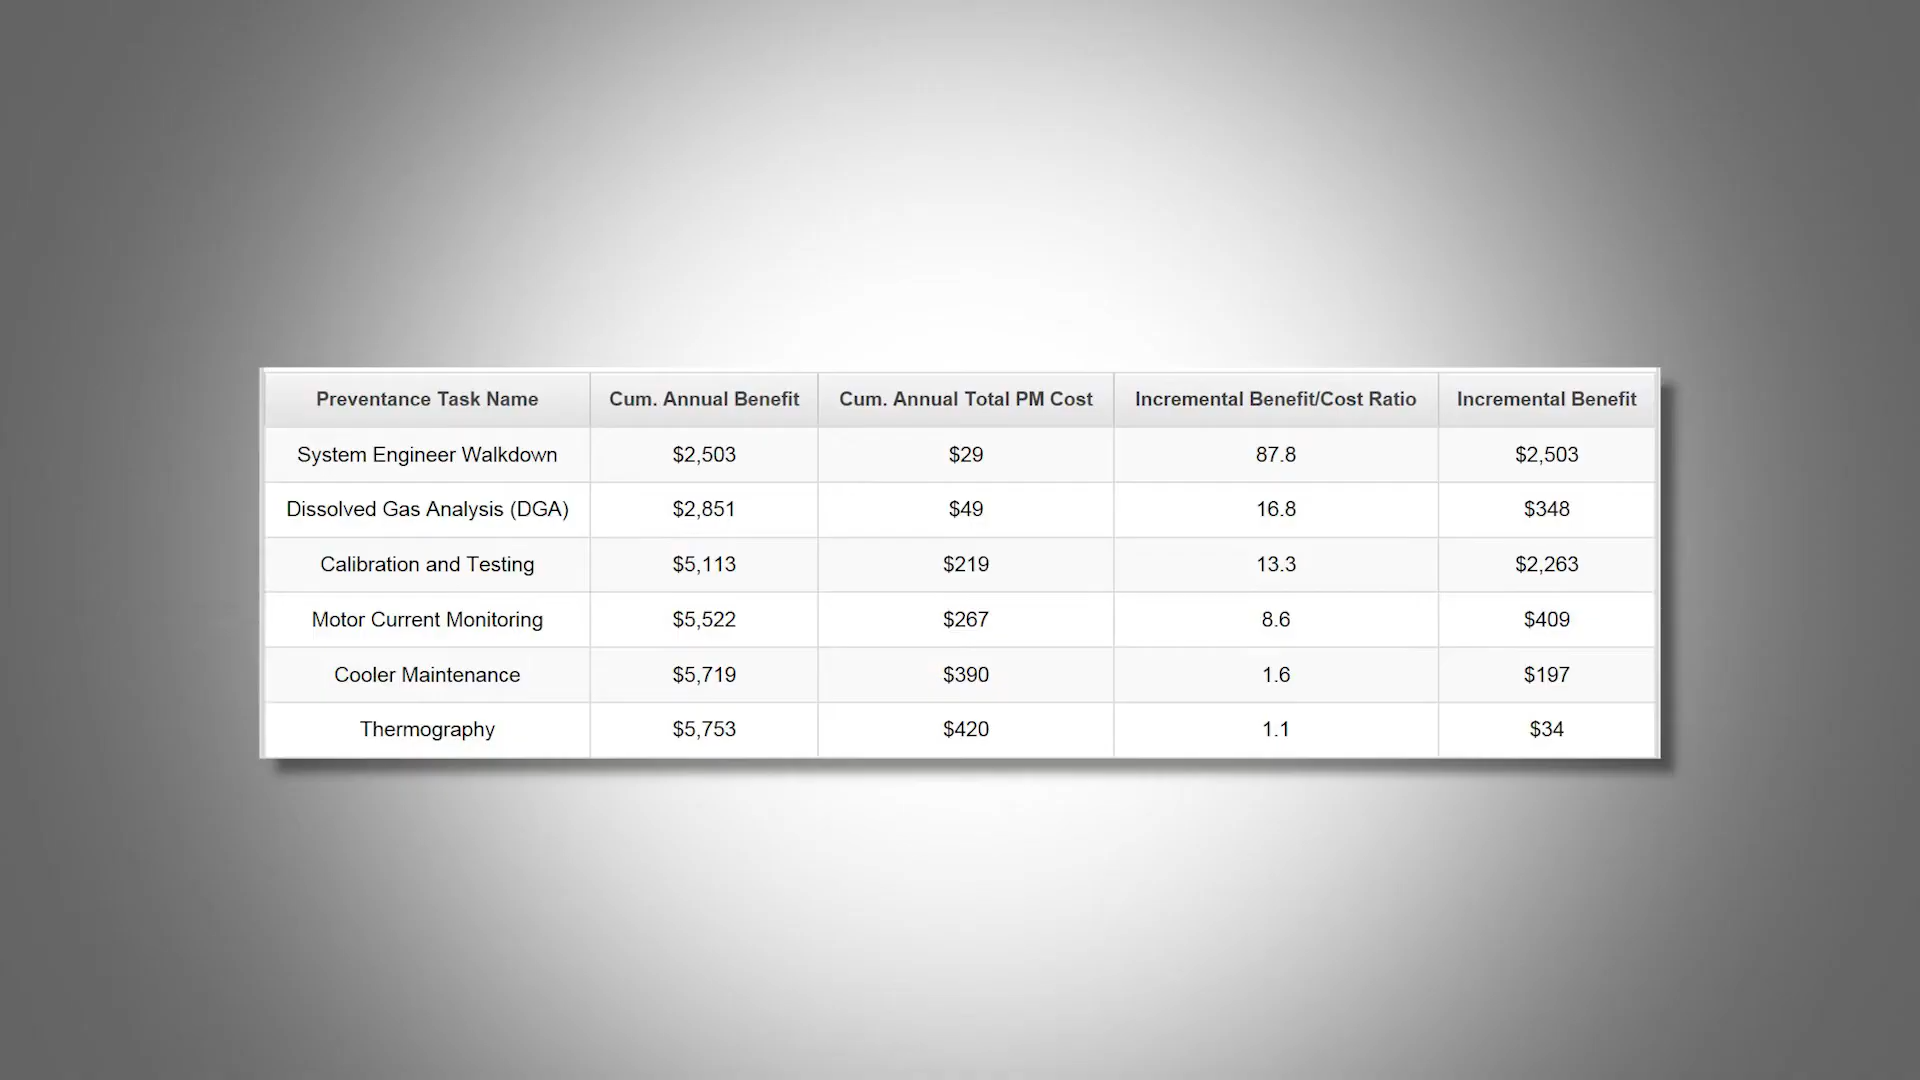 Preventance Task Name Cum. Annual Benefit Cum. Annual Total PM Cost Incremental Benefit/Cost Ratio Incremental Benefit
System Engineer Walkdown $2,503 $29 87.8 $2,503
Dissolved Gas Analysis (DGA) $2,851 $49 16.8 $348
Calibration and Testing $5,113 $219 13.3 $2,263
Motor Current Monitoring $5,522 $267 8.6 $409
Cooler Maintenance $5,719 $390 1.6 $197
Thermography $5,753 $420 1.1 $34